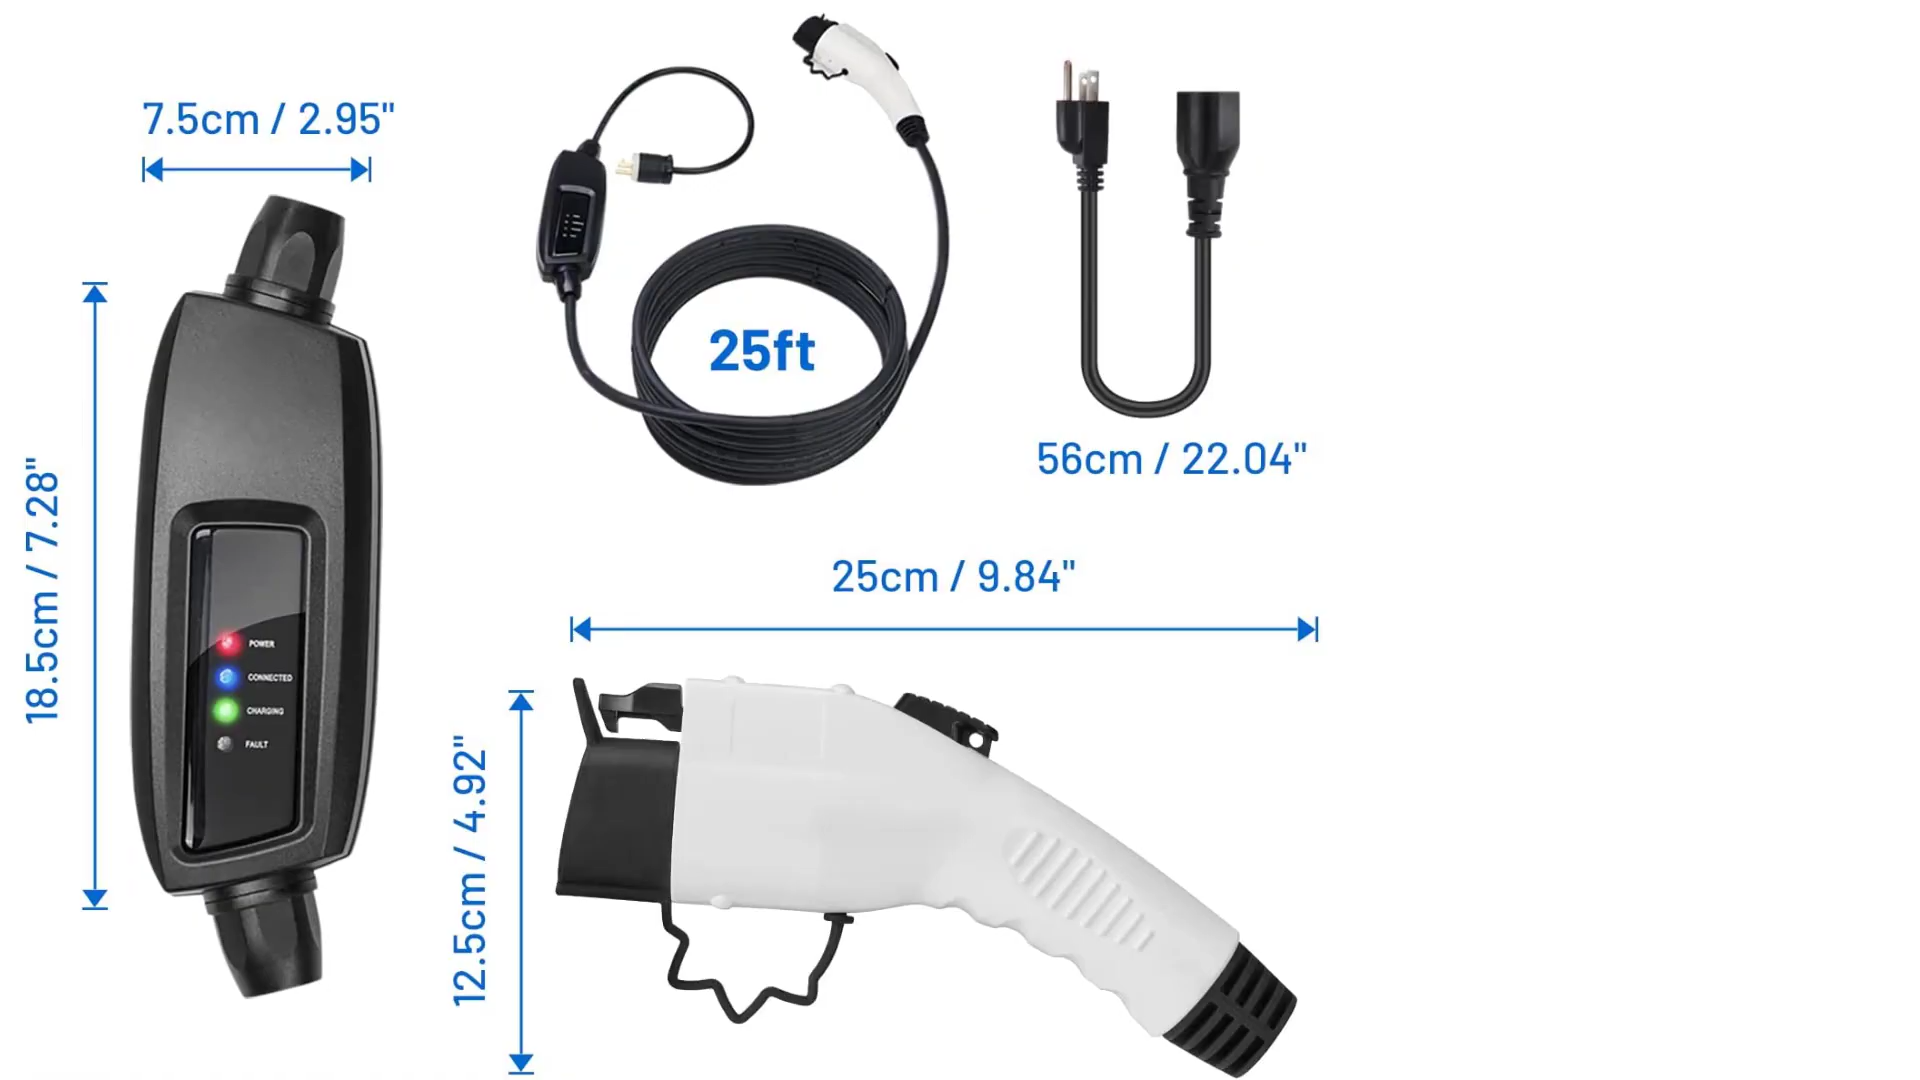 7.5cm / 2.95"
18.5cm / 7.28"
POWER
CONNECTED
CHARGING
FAULT
25ft
56cm / 22.04"
25cm / 9.84"
12.5cm / 4.92"